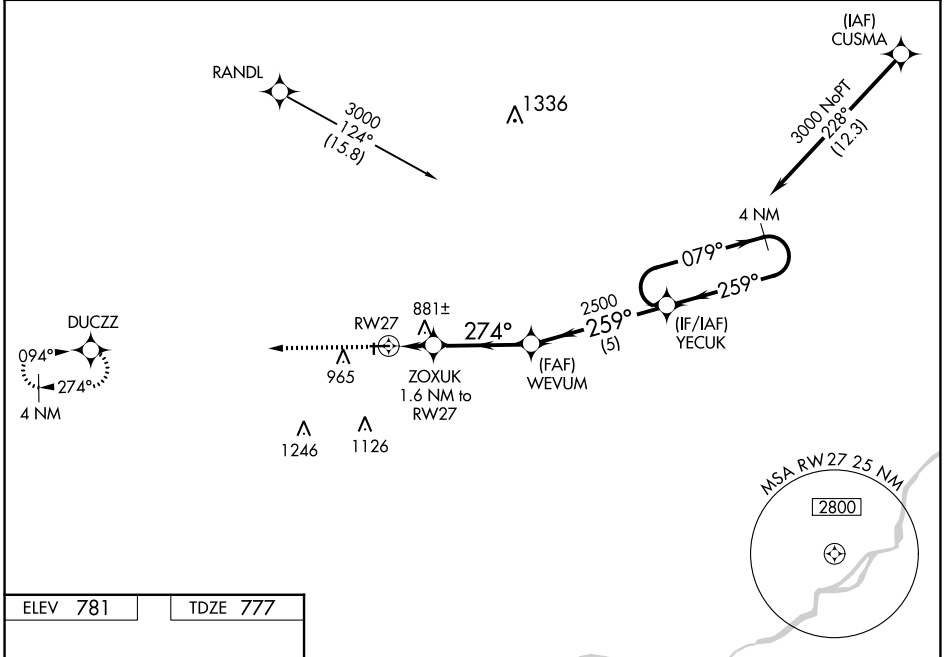 (IAF)
CUSMA
RANDL
3000
124°
(15.8)
1336
3000 NoPT
228°
(12.3)
4 NM
079°
259°
2500
259°
(5)
(IF/IAF)
YECUK
DUCZZ
094°
274°
4 NM
RW27
881±
274°
965
ZOXUK
1.6 NM to
RW27
(FAF)
WEVUM
1246
1126
MSA RW27 25 NM
2800
ELEV 781
TDZE 777